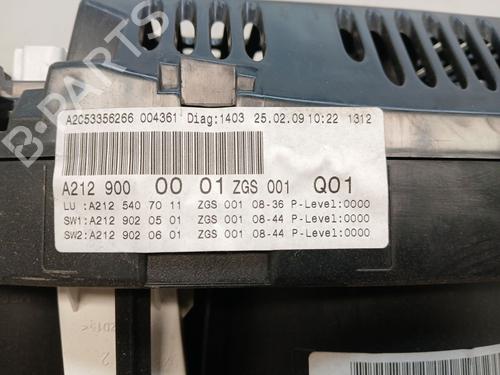 A2C53356266 004361 Diag:1403 25.02.09 10:22 1312
A212 900 00 01 ZGS 001 Q01
LU :A212 540 70 11 ZGS 001 08-36 P-Level:0000
SW1:A212 902 05 01 ZGS 001 08-44 P-Level:0000
SW2:A212 902 06 01 ZGS 001 08-44 P-Level:0000
B-PARTS